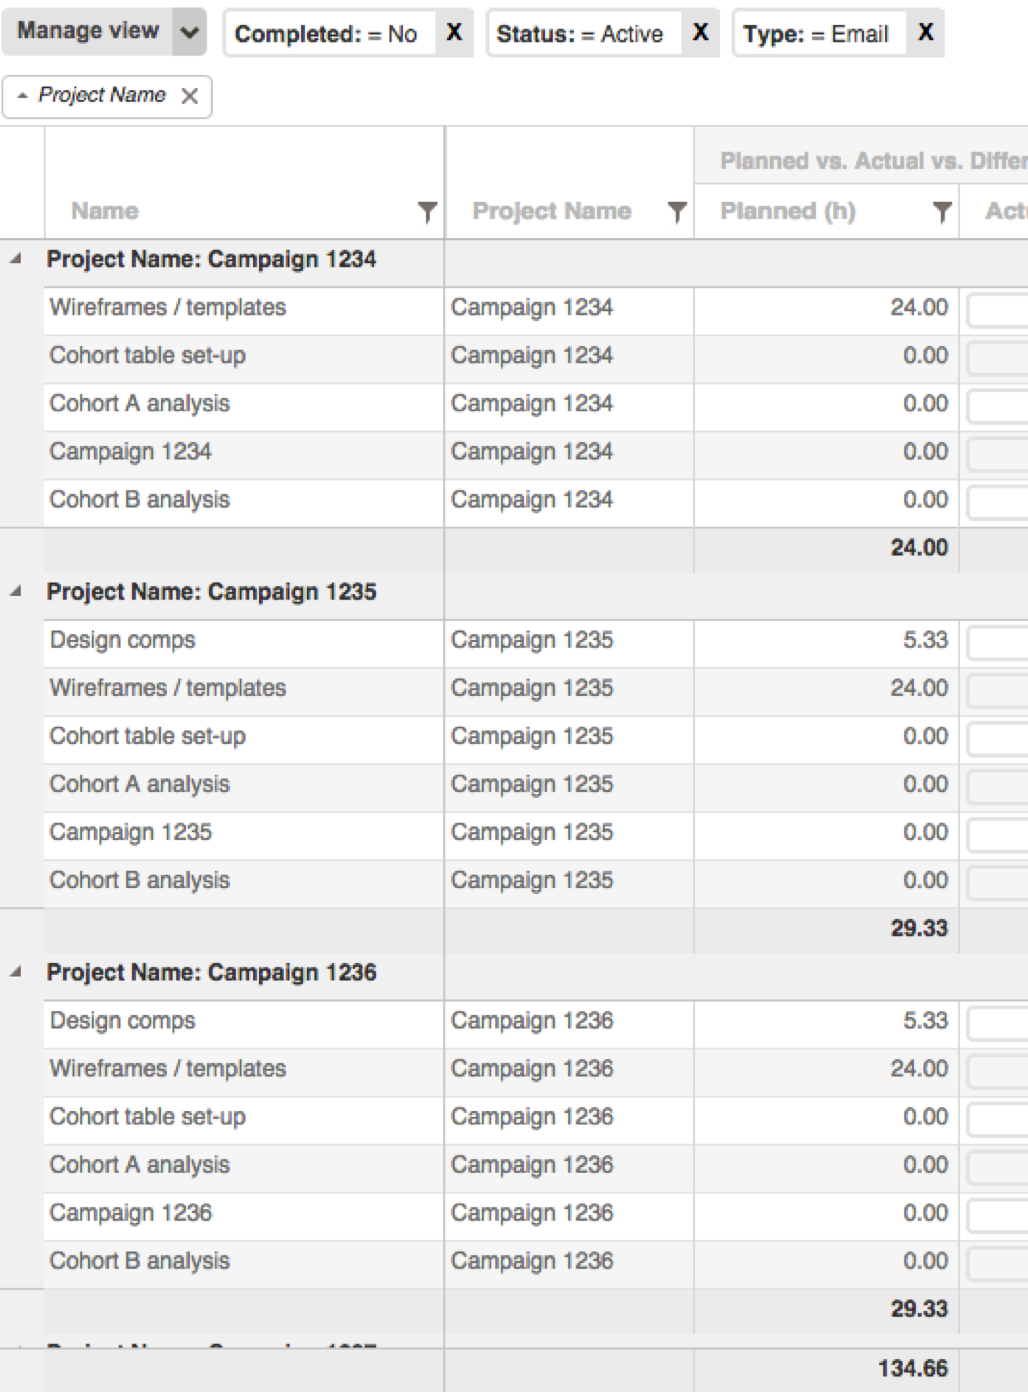 Manage view Completed: = No X Status: = Active X Type: = Email X
Project Name
Planned vs. Actual vs. Differ
Name Project Name Planned (h) Actu
Project Name: Campaign 1234
Wireframes / templates Campaign 1234 24.00
Cohort table set-up Campaign 1234 0.00
Cohort A analysis Campaign 1234 0.00
Campaign 1234 Campaign 1234 0.00
Cohort B analysis Campaign 1234 0.00
24.00
Project Name: Campaign 1235
Design comps Campaign 1235 5.33
Wireframes / templates Campaign 1235 24.00
Cohort table set-up Campaign 1235 0.00
Cohort A analysis Campaign 1235 0.00
Campaign 1235 Campaign 1235 0.00
Cohort B analysis Campaign 1235 0.00
29.33
Project Name: Campaign 1236
Design comps Campaign 1236 5.33
Wireframes / templates Campaign 1236 24.00
Cohort table set-up Campaign 1236 0.00
Cohort A analysis Campaign 1236 0.00
Campaign 1236 Campaign 1236 0.00
Cohort B analysis Campaign 1236 0.00
29.33
134.66